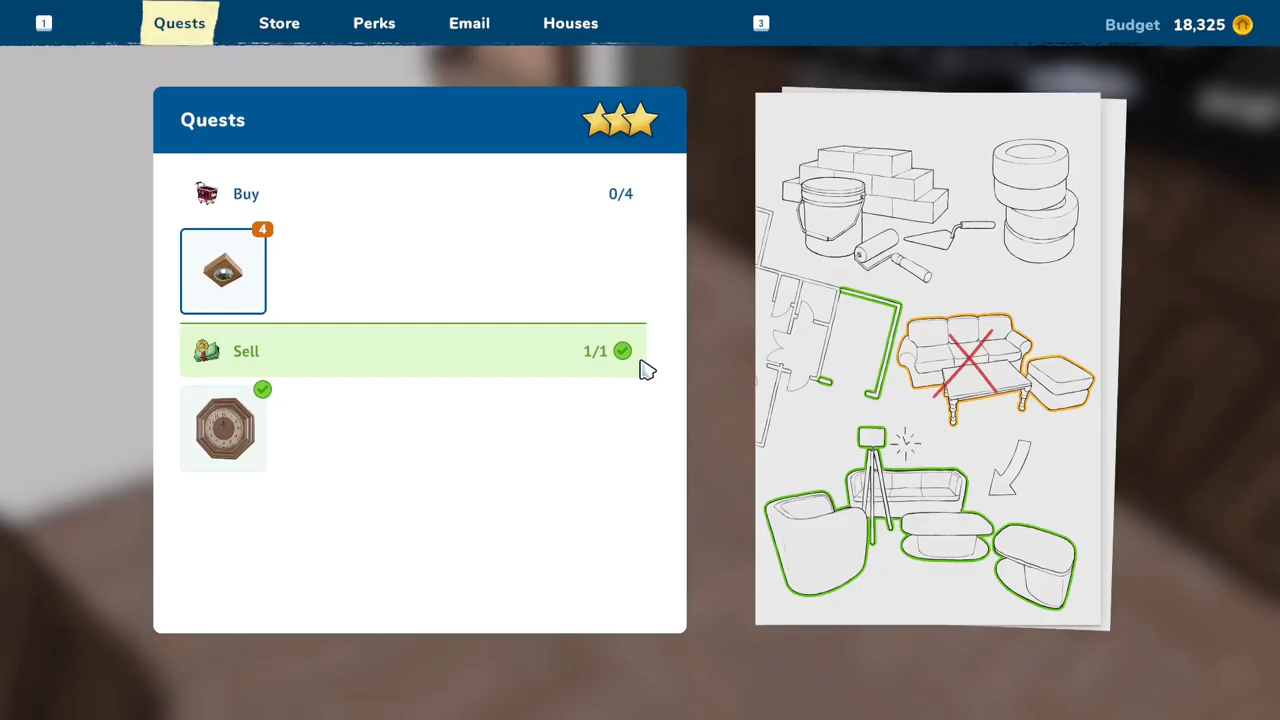 1 Quests Store Perks Email Houses 3 Budget 18,325
Quests
Buy 0/4
4
Sell 1/1